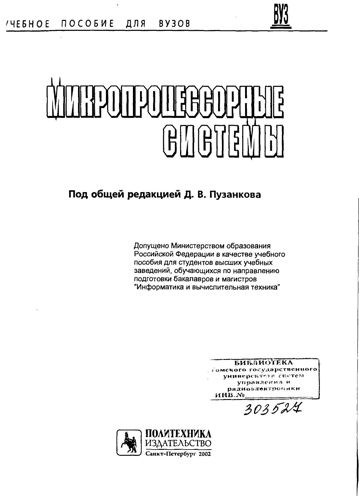 УЧЕБНОЕ ПОСОБИЕ ДЛЯ ВУЗОВ
ВУЗ
МИКРОПРОЦЕССОРНЫЕ
СИСТЕМЫ
Под общей редакцией Д. В. Пузанкова
Допущено Министерством образования
Российской Федерации в качестве учебного
пособия для студентов высших учебных
заведений, обучающихся по направлению
подготовки бакалавров и магистров
"Информатика и вычислительная техника"
БИБЛИОТЕКА
томского государственного
университета систем
управления и
радиоэлектроники
ИНВ.№
303527
ПОЛИТЕХНИКА
ИЗДАТЕЛЬСТВО
Санкт-Петербург 2002